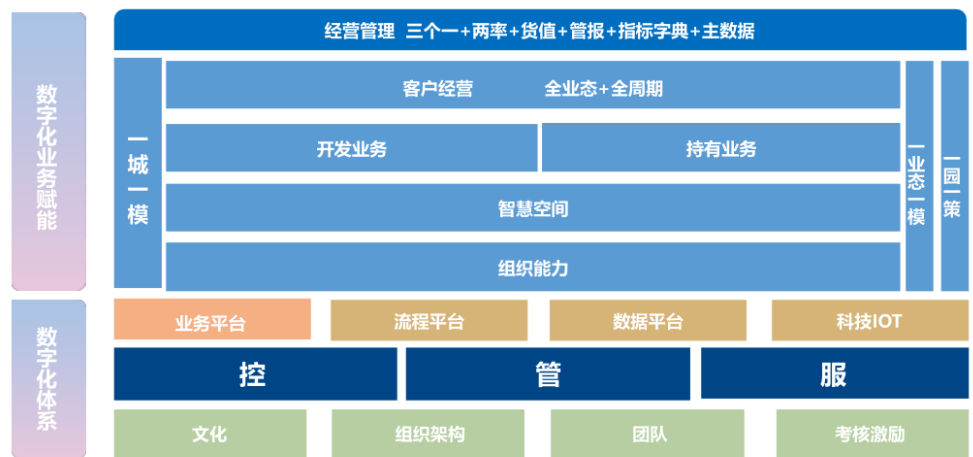 经营管理 三个一+两率+货值+管报+指标字典+主数据
数字化业务赋能
一城一模
客户经营 全业态+全周期
开发业务 持有业务
智慧空间
组织能力
一业态一模
一园一策
数字化体系
业务平台 流程平台 数据平台 科技IOT
控 管 服
文化 组织架构 团队 考核激励